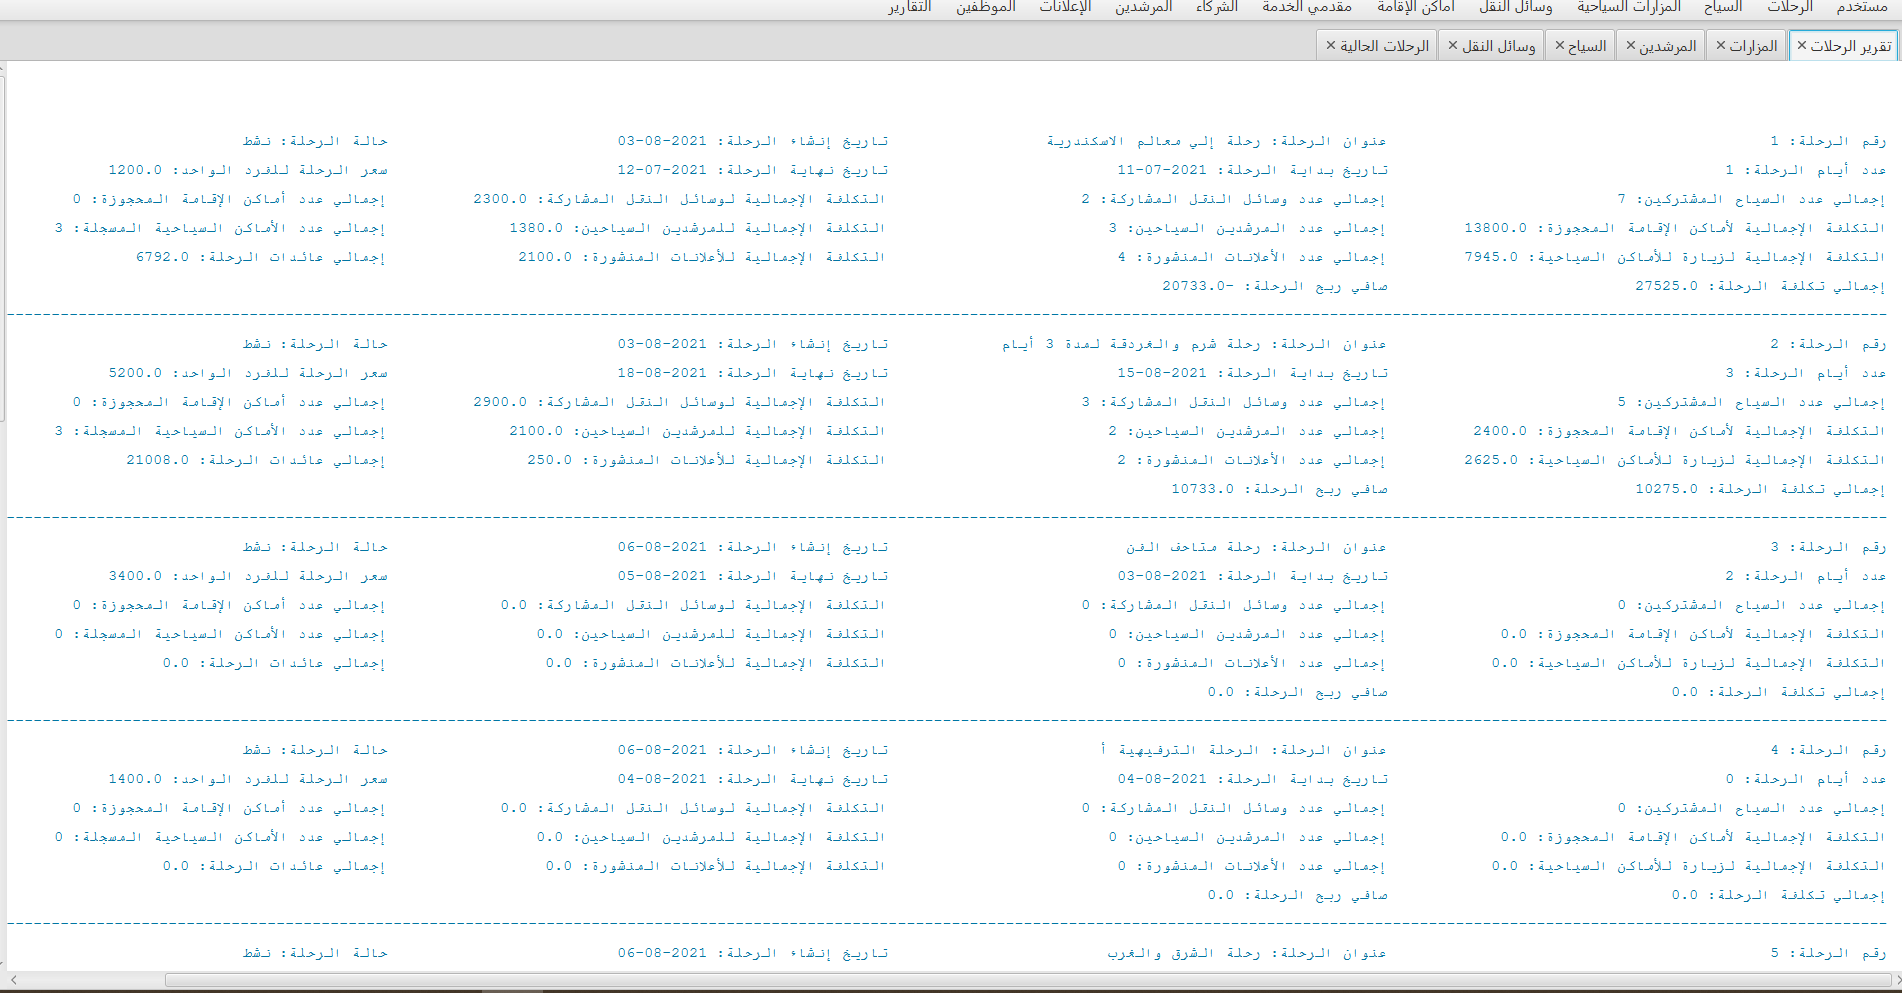 مستخدم الرحلات السياح المزارات السياحية وسائل النقل أماكن الإقامة مقدمي الخدمة الشركاء المرشدين الإعلانات الموظفين التقارير
تقرير الرحلات × المزارات × المرشدين × السياح × وسائل النقل × الرحلات الحالية ×
رقم الرحلة: 1 عنوان الرحلة: رحلة إلي معالم الاسكندرية تاريخ إنشاء الرحلة: 2021-08-03 حالة الرحلة: نشط
عدد أيام الرحلة: 1 تاريخ بداية الرحلة: 2021-07-11 تاريخ نهاية الرحلة: 2021-07-12 سعر الرحلة للفرد الواحد: 1200.0
إجمالي عدد السياح المشتركين: 7 إجمالي عدد وسائل النقل المشاركة: 2 التكلفة الإجمالية لوسائل النقل المشاركة: 2300.0 إجمالي عدد أماكن الإقامة المحجوزة: 0
التكلفة الإجمالية لأماكن الإقامة المحجوزة: 13800.0 إجمالي عدد المرشدين السياحين: 3 التكلفة الإجمالية للمرشدين السياحين: 1380.0 إجمالي عدد الأماكن السياحية المسجلة: 3
التكلفة الإجمالية لزيارة للأماكن السياحية: 7945.0 إجمالي عدد الأعلانات المنشورة: 4 التكلفة الإجمالية للأعلانات المنشورة: 2100.0 إجمالي عائدات الرحلة: 6792.0
إجمالي تكلفة الرحلة: 27525.0 صافي ربح الرحلة: -20733.0
رقم الرحلة: 2 عنوان الرحلة: رحلة شرم والغردقة لمدة 3 أيام تاريخ إنشاء الرحلة: 2021-08-03 حالة الرحلة: نشط
عدد أيام الرحلة: 3 تاريخ بداية الرحلة: 2021-08-15 تاريخ نهاية الرحلة: 2021-08-18 سعر الرحلة للفرد الواحد: 5200.0
إجمالي عدد السياح المشتركين: 5 إجمالي عدد وسائل النقل المشاركة: 3 التكلفة الإجمالية لوسائل النقل المشاركة: 2900.0 إجمالي عدد أماكن الإقامة المحجوزة: 0
التكلفة الإجمالية لأماكن الإقامة المحجوزة: 2400.0 إجمالي عدد المرشدين السياحين: 2 التكلفة الإجمالية للمرشدين السياحين: 2100.0 إجمالي عدد الأماكن السياحية المسجلة: 3
التكلفة الإجمالية لزيارة للأماكن السياحية: 2625.0 إجمالي عدد الأعلانات المنشورة: 2 التكلفة الإجمالية للأعلانات المنشورة: 250.0 إجمالي عائدات الرحلة: 21008.0
إجمالي تكلفة الرحلة: 10275.0 صافي ربح الرحلة: 10733.0
رقم الرحلة: 3 عنوان الرحلة: رحلة متاحف الفن تاريخ إنشاء الرحلة: 2021-08-06 حالة الرحلة: نشط
عدد أيام الرحلة: 2 تاريخ بداية الرحلة: 2021-08-03 تاريخ نهاية الرحلة: 2021-08-05 سعر الرحلة للفرد الواحد: 3400.0
إجمالي عدد السياح المشتركين: 0 إجمالي عدد وسائل النقل المشاركة: 0 التكلفة الإجمالية لوسائل النقل المشاركة: 0.0 إجمالي عدد أماكن الإقامة المحجوزة: 0
التكلفة الإجمالية لأماكن الإقامة المحجوزة: 0.0 إجمالي عدد المرشدين السياحين: 0 التكلفة الإجمالية للمرشدين السياحين: 0.0 إجمالي عدد الأماكن السياحية المسجلة: 0
التكلفة الإجمالية لزيارة للأماكن السياحية: 0.0 إجمالي عدد الأعلانات المنشورة: 0 التكلفة الإجمالية للأعلانات المنشورة: 0.0 إجمالي عائدات الرحلة: 0.0
إجمالي تكلفة الرحلة: 0.0 صافي ربح الرحلة: 0.0
رقم الرحلة: 4 عنوان الرحلة: الرحلة الترفيهية أ تاريخ إنشاء الرحلة: 2021-08-06 حالة الرحلة: نشط
عدد أيام الرحلة: 0 تاريخ بداية الرحلة: 2021-08-04 تاريخ نهاية الرحلة: 2021-08-04 سعر الرحلة للفرد الواحد: 1400.0
إجمالي عدد السياح المشتركين: 0 إجمالي عدد وسائل النقل المشاركة: 0 التكلفة الإجمالية لوسائل النقل المشاركة: 0.0 إجمالي عدد أماكن الإقامة المحجوزة: 0
التكلفة الإجمالية لأماكن الإقامة المحجوزة: 0.0 إجمالي عدد المرشدين السياحين: 0 التكلفة الإجمالية للمرشدين السياحين: 0.0 إجمالي عدد الأماكن السياحية المسجلة: 0
التكلفة الإجمالية لزيارة للأماكن السياحية: 0.0 إجمالي عدد الأعلانات المنشورة: 0 التكلفة الإجمالية للأعلانات المنشورة: 0.0 إجمالي عائدات الرحلة: 0.0
إجمالي تكلفة الرحلة: 0.0 صافي ربح الرحلة: 0.0
رقم الرحلة: 5 عنوان الرحلة: رحلة الشرق والغرب تاريخ إنشاء الرحلة: 2021-08-06 حالة الرحلة: نشط